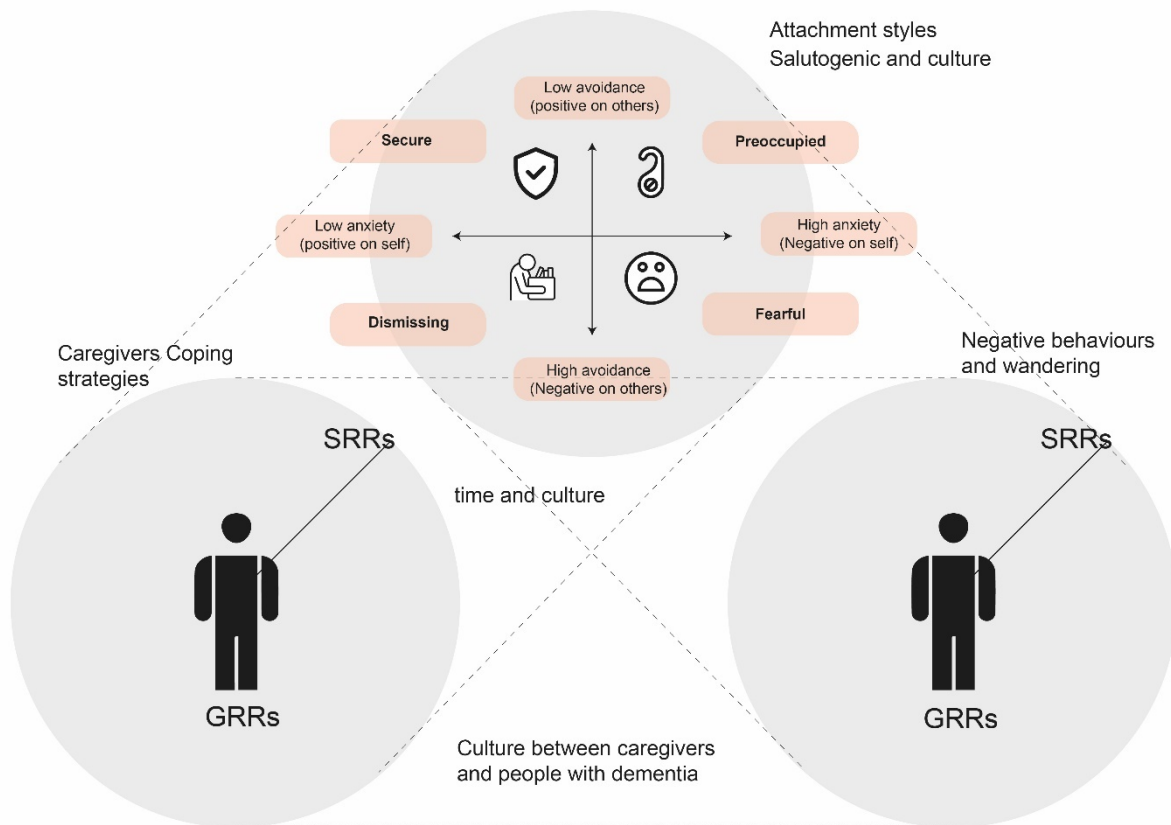 Attachment styles
Salutogenic and culture
Low avoidance
(positive on others)
Secure
Preoccupied
Low anxiety
(positive on self)
High anxiety
(Negative on self)
Dismissing
Fearful
High avoidance
(Negative on others)
Caregivers Coping
strategies
Negative behaviours
and wandering
SRRs
SRRs
time and culture
GRRs
GRRs
Culture between caregivers
and people with dementia